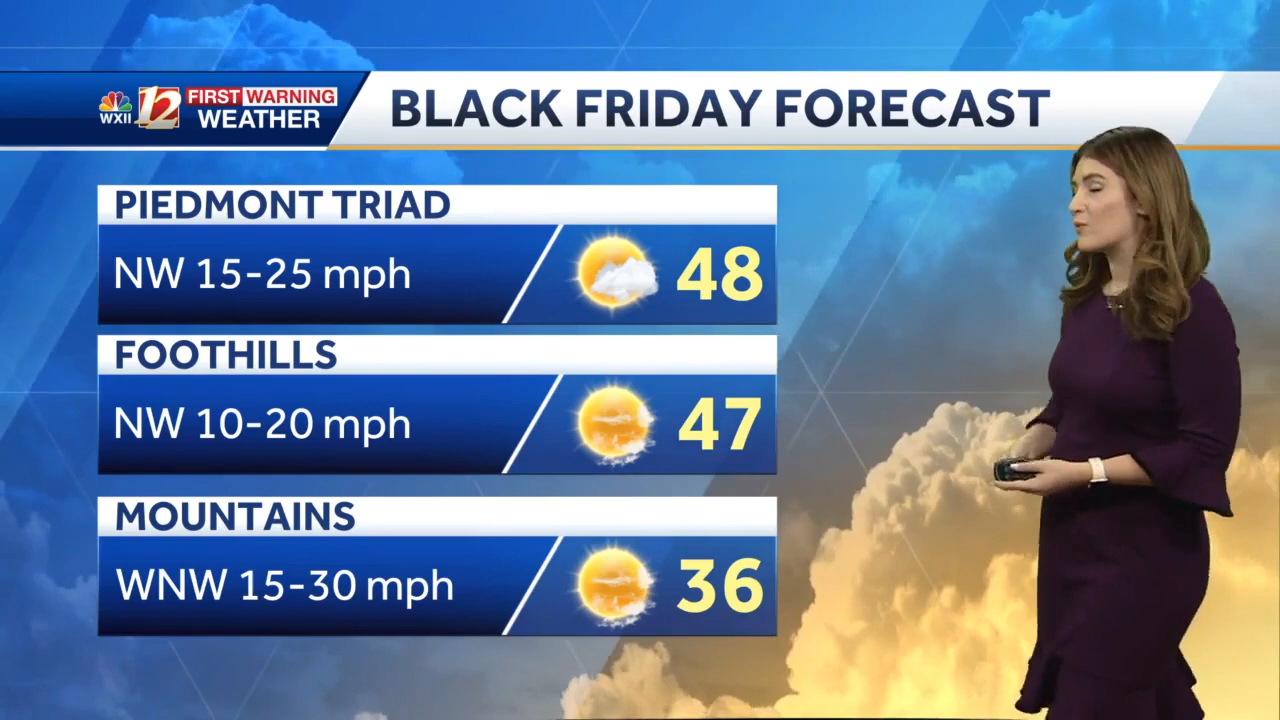 WXII 12 FIRST WARNING
WEATHER
BLACK FRIDAY FORECAST
PIEDMONT TRIAD
NW 15-25 mph
48
FOOTHILLS
NW 10-20 mph
47
MOUNTAINS
WNW 15-30 mph
36